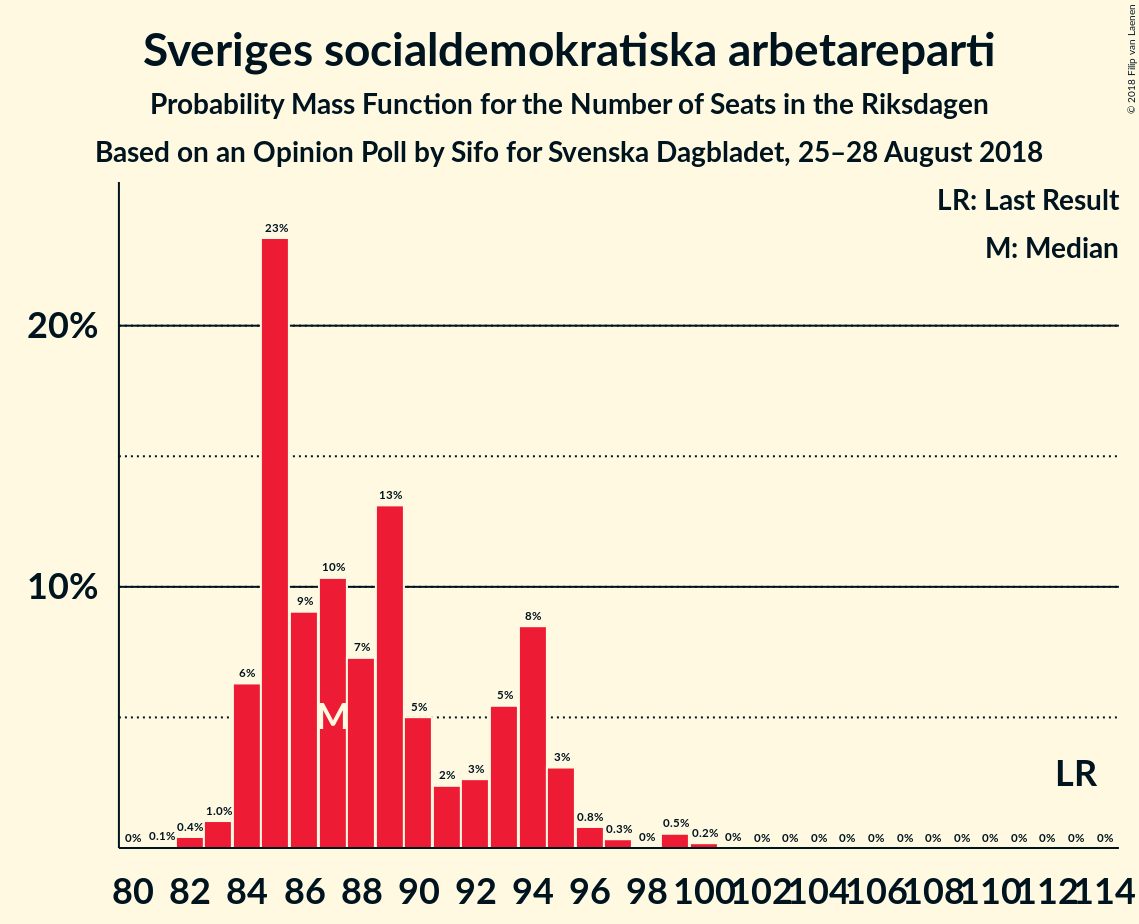 Sveriges socialdemokratiska arbetareparti
Probability Mass Function for the Number of Seats in the Riksdagen
Based on an Opinion Poll by Sifo for Svenska Dagbladet, 25–28 August 2018
© 2018 Filip van Laenen
LR: Last Result
M: Median
20%
10%
0% 0.1% 0.4% 1.0% 6% 23% 9% 10% 7% 13% 5% 2% 3% 5% 8% 3% 0.8% 0.3% 0% 0.5% 0.2% 0% 0% 0% 0% 0% 0% 0% 0% 0% 0% 0% 0% 0% 0%
M
LR
80 82 84 86 88 90 92 94 96 98 100 102 104 106 108 110 112 114